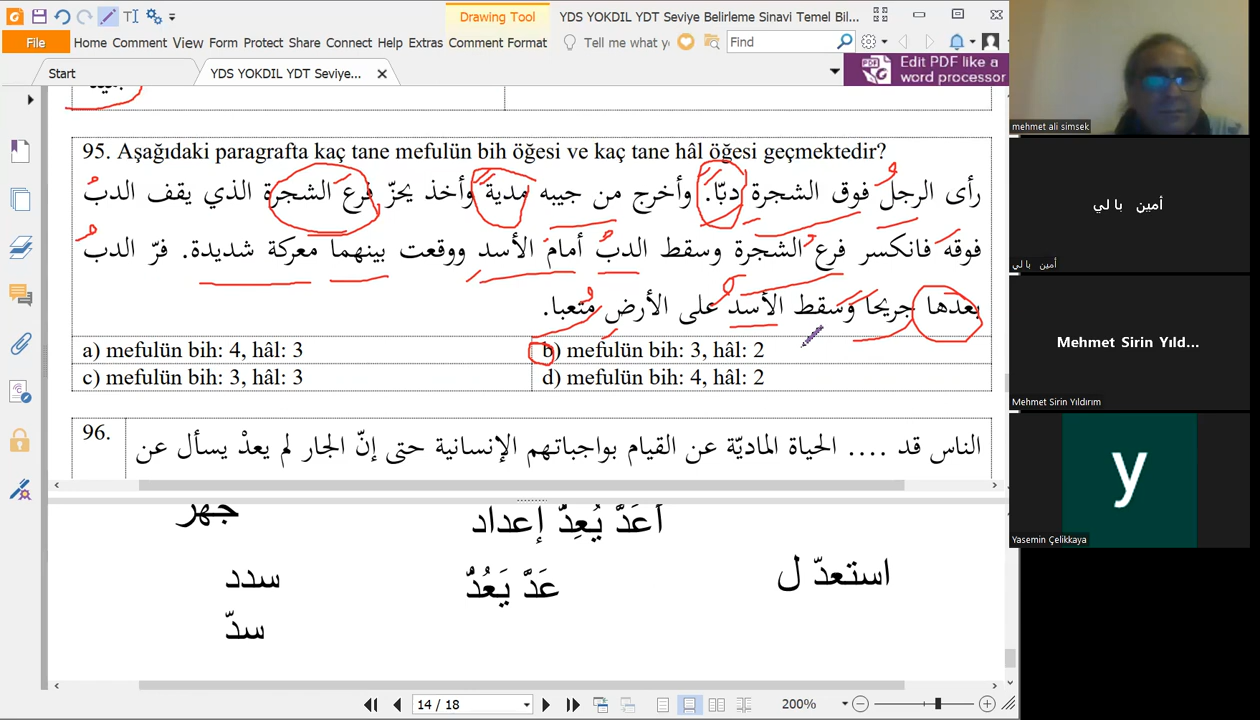 Drawing Tool
YDS YOKDIL YDT Seviye Belirleme Sinavi Temel Bil...
File
Home Comment View Form Protect Share Connect Help Extras Comment Format
Tell me
Find
Start
YDS YOKDIL YDT Seviye...
Edit PDF like a
word processor
95. Aşağıdaki paragrafta kaç tane mefulün bih öğesi ve kaç tane hâl öğesi geçmektedir?
رأى الرجل فوق الشجرة دبّا. وأخرج من جيبه مدية وأخذ يحزّ فرع الشجرة الذي يقف الدب
فوقه فانكسر فرع الشجرة وسقط الدب أمام الأسد ووقعت بينهما معركة شديدة. فرّ الدب
بعدها جريحا وسقط الأسد على الأرض متعبا.
a) mefulün bih: 4, hâl: 3
b) mefulün bih: 3, hâl: 2
c) mefulün bih: 3, hâl: 3
d) mefulün bih: 4, hâl: 2
96.
الناس قد .... الحياة الماديّة عن القيام بواجباتهم الإنسانية حتى إنّ الجار لم يعدْ يسأل عن
جهر
أَعَدَّ يُعِدُّ إعداد
استعدّ ل
سدد
عَدَّ يَعُدُّ
سدّ
14 / 18
200%
mehmet ali simsek
أمين با لي
أمين با لي
Mehmet Sirin Yıld...
Mehmet Sirin Yıldırım
y
Yasemin Çelikkaya